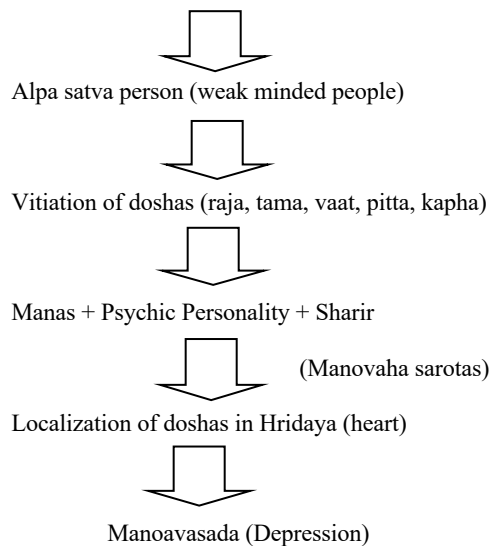 Alpa satva person (weak minded people)
Vitiation of doshas (raja, tama, vaat, pitta, kapha)
Manas + Psychic Personality + Sharir
(Manovaha sarotas)
Localization of doshas in Hridaya (heart)
Manoavasada (Depression)